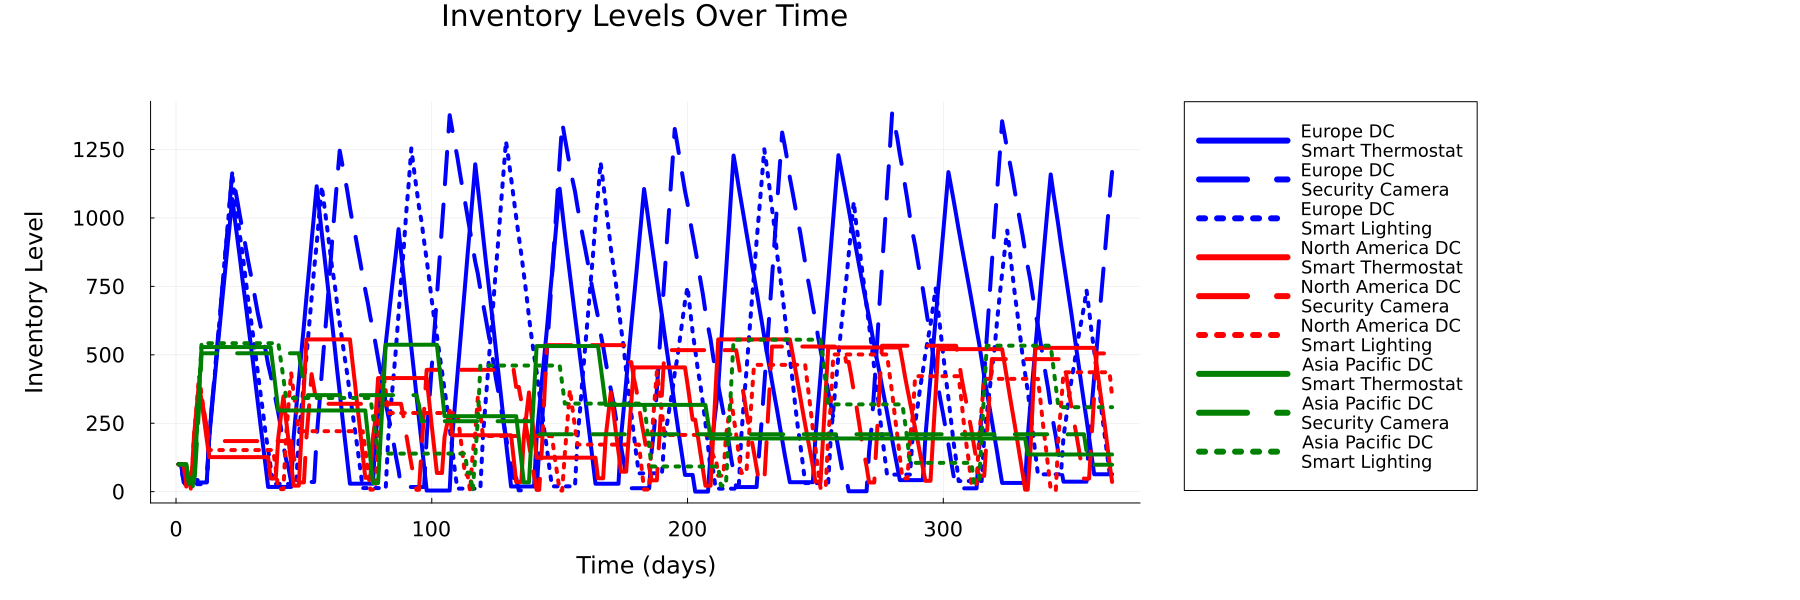 Inventory Levels Over Time
Inventory Level
1250
1000
750
500
250
0
0 100 200 300
Time (days)
Europe DC
Smart Thermostat
Europe DC
Security Camera
Europe DC
Smart Lighting
North America DC
Smart Thermostat
North America DC
Security Camera
North America DC
Smart Lighting
Asia Pacific DC
Smart Thermostat
Asia Pacific DC
Security Camera
Asia Pacific DC
Smart Lighting